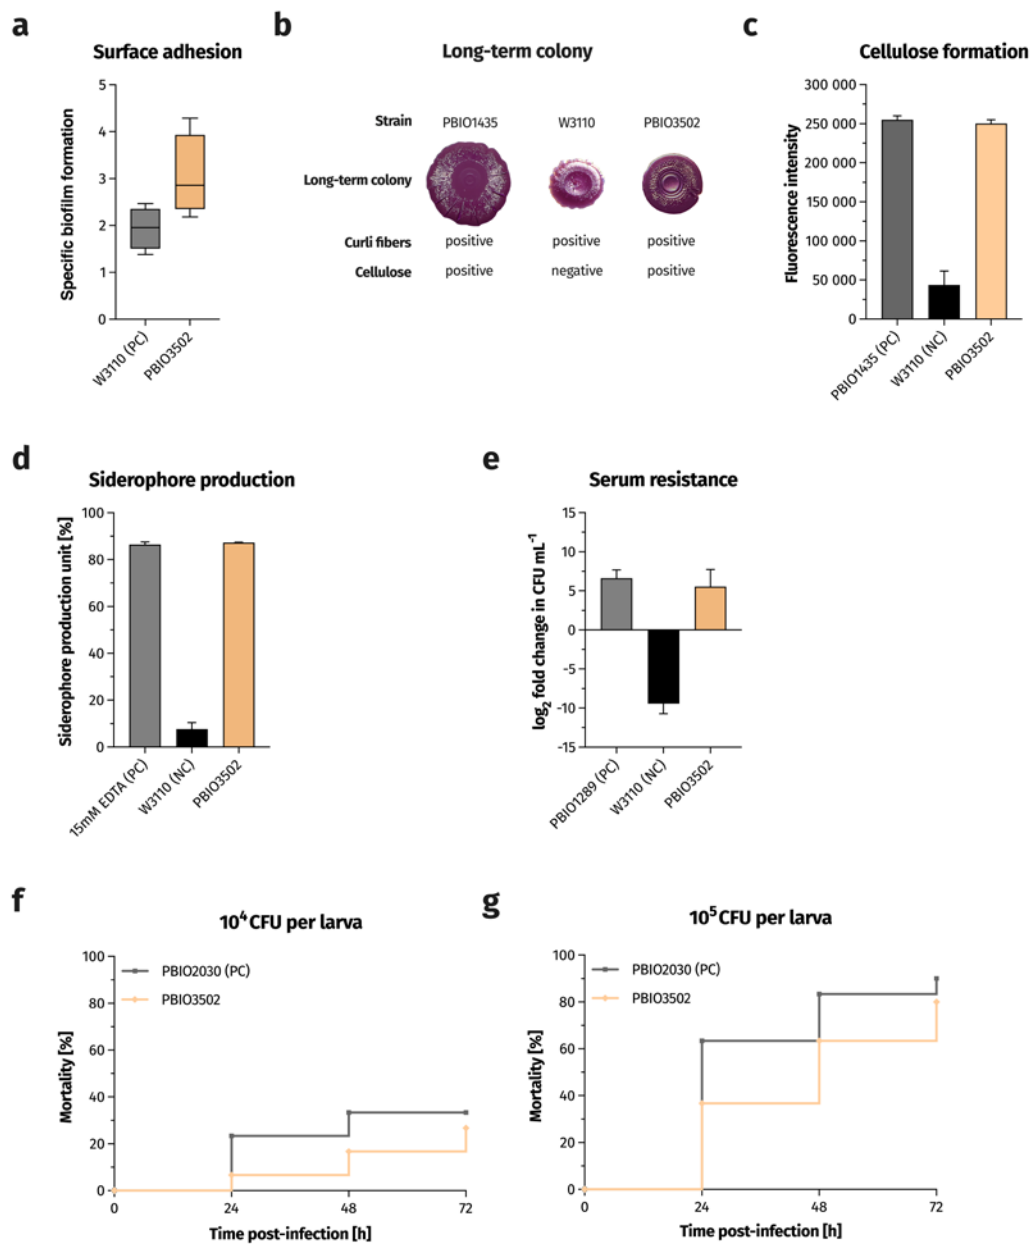 a
Surface adhesion
Specific biofilm formation
5
4
3
2
1
0
W3110 (PC)
PBIO3502
b
Long-term colony
Strain PBIO1435 W3110 PBIO3502
Long-term colony
Curli fibers positive positive positive
Cellulose positive negative positive
c
Cellulose formation
Fluorescence intensity
300 000
250 000
200 000
150 000
100 000
50 000
0
PBIO1435 (PC)
W3110 (NC)
PBIO3502
d
Siderophore production
Siderophore production unit [%]
100
80
60
40
20
0
15mM EDTA (PC)
W3110 (NC)
PBIO3502
e
Serum resistance
log₂ fold change in CFU mL⁻¹
15
10
5
0
-5
-10
-15
PBIO1289 (PC)
W3110 (NC)
PBIO3502
f
10⁴ CFU per larva
Mortality [%]
100
80
60
40
20
0
PBIO2030 (PC)
PBIO3502
0 24 48 72
Time post-infection [h]
g
10⁵ CFU per larva
Mortality [%]
100
80
60
40
20
0
PBIO2030 (PC)
PBIO3502
0 24 48 72
Time post-infection [h]